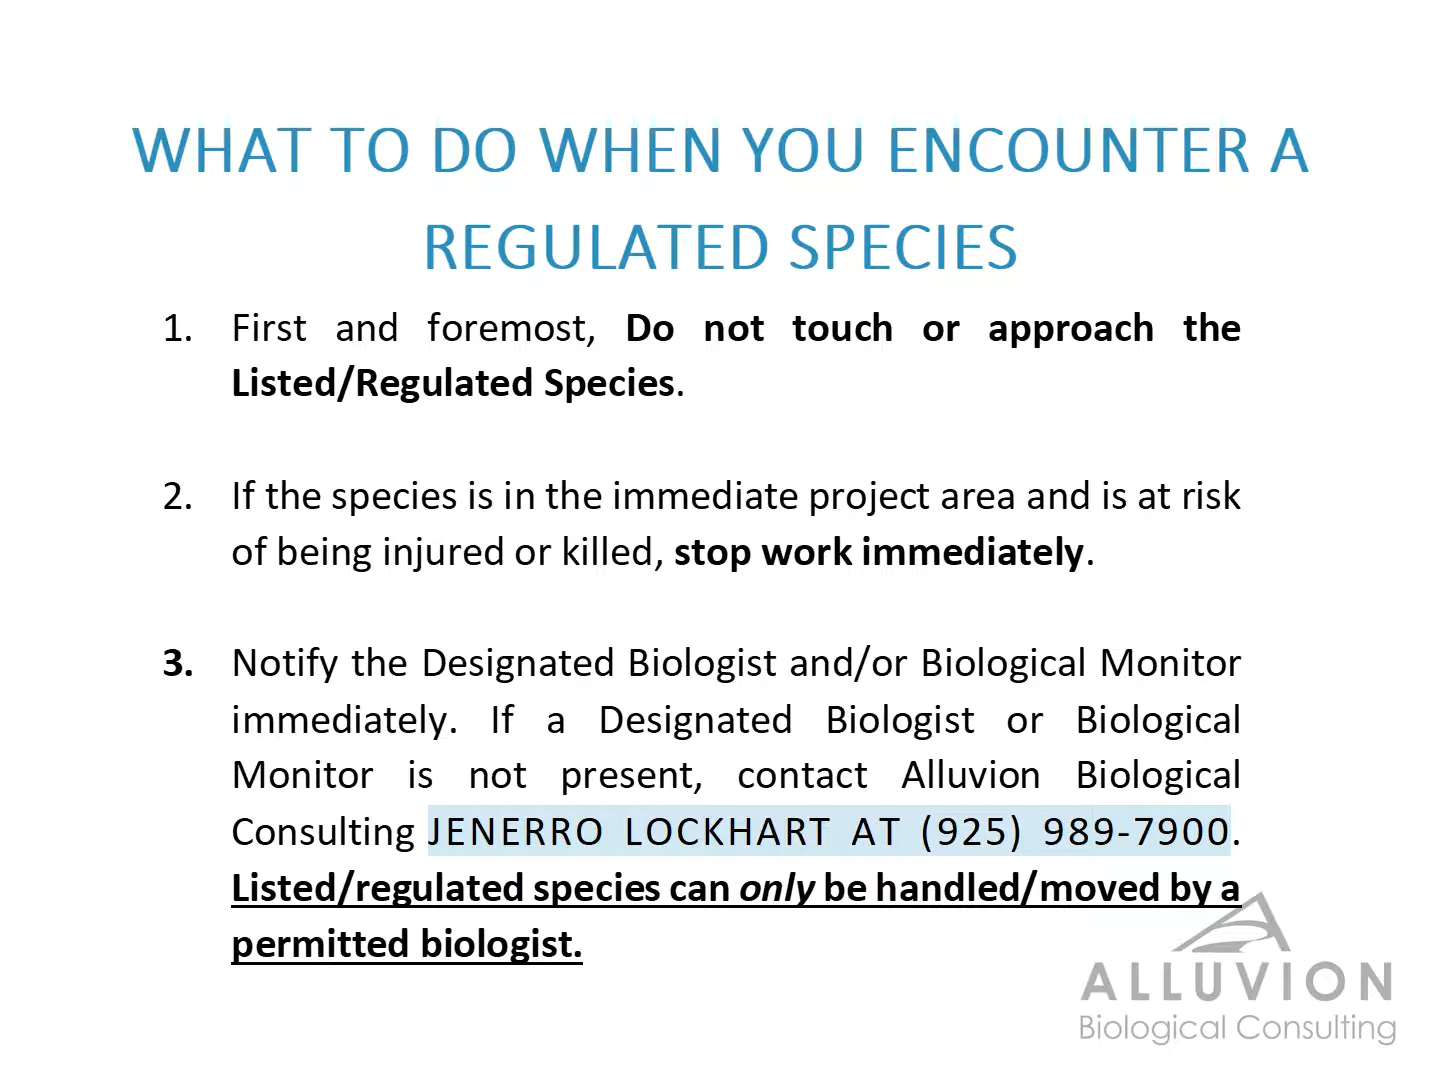 WHAT TO DO WHEN YOU ENCOUNTER A
REGULATED SPECIES
1. First and foremost, Do not touch or approach the
Listed/Regulated Species.
2. If the species is in the immediate project area and is at risk
of being injured or killed, stop work immediately.
3. Notify the Designated Biologist and/or Biological Monitor
immediately. If a Designated Biologist or Biological
Monitor is not present, contact Alluvion Biological
Consulting JENERRO LOCKHART AT (925) 989-7900.
Listed/regulated species can only be handled/moved by a
permitted biologist.
ALLUVION
Biological Consulting